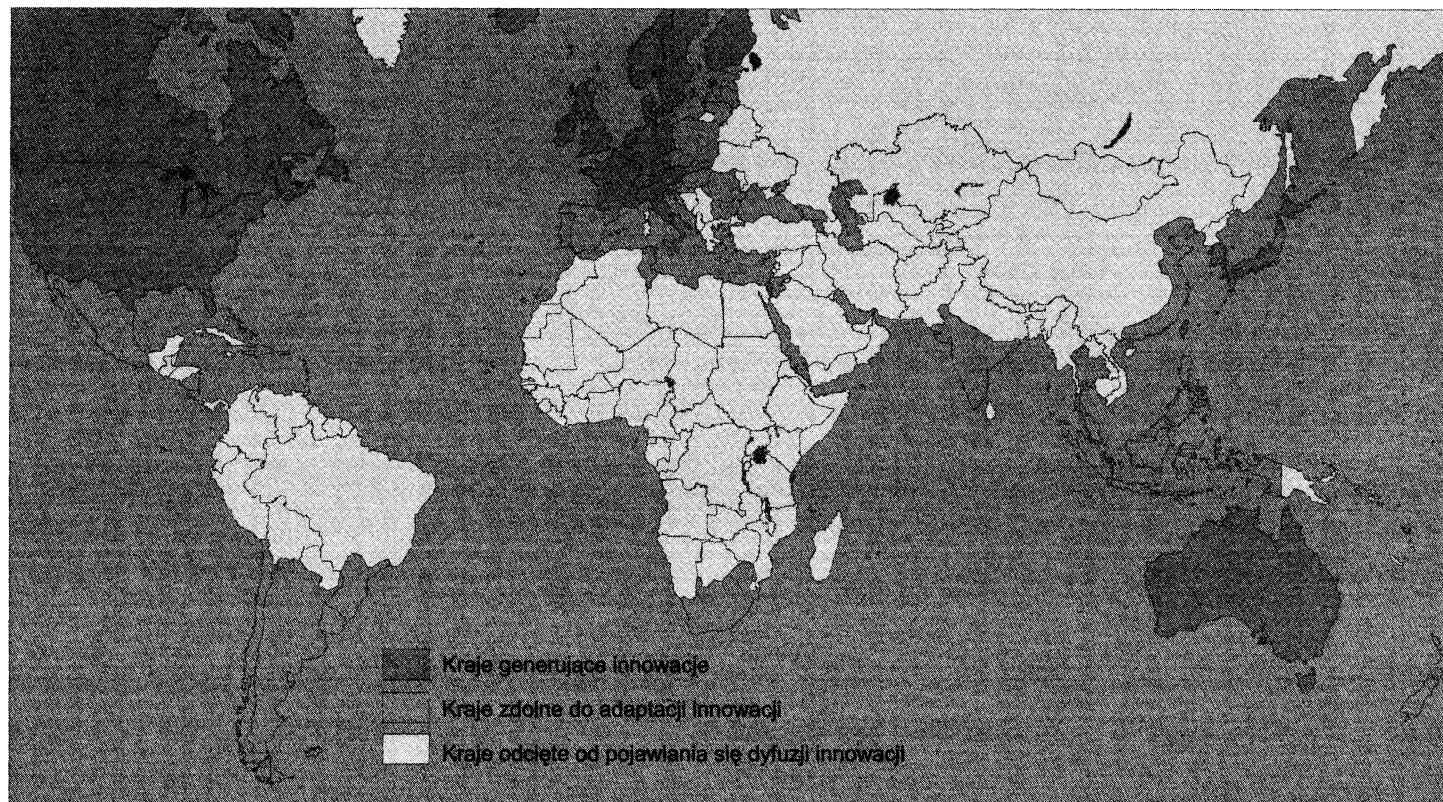 Kraje generujące innowacje
Kraje zdolne do adaptacji innowacji
Kraje odcięte od pojawiania się dyfuzji innowacji